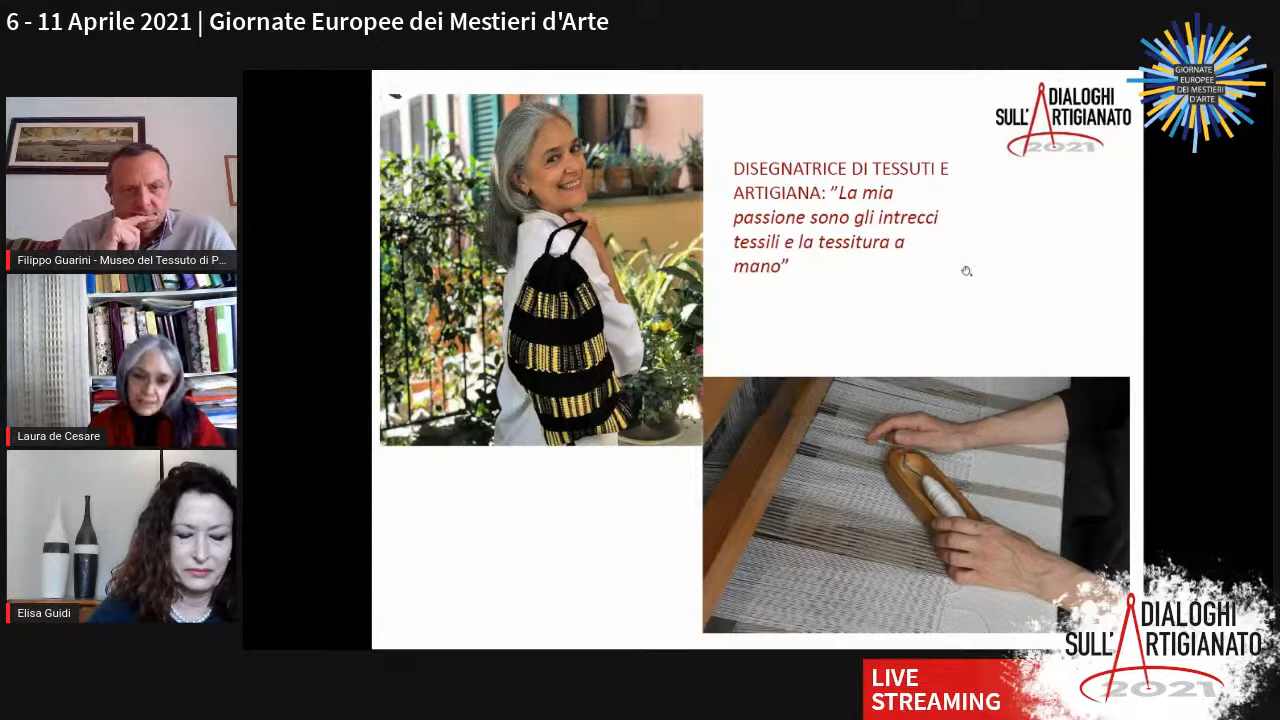 6 - 11 Aprile 2021 | Giornate Europee dei Mestieri d'Arte
GIORNATE
EUROPEE
DEI MESTIERI
D'ARTE
DIALOGHI
SULL'ARTIGIANATO
2021
DISEGNATRICE DI TESSUTI E
ARTIGIANA: ”La mia
passione sono gli intrecci
tessili e la tessitura a
mano”
Filippo Guarini - Museo del Tessuto di P...
Laura de Cesare
Elisa Guidi
DIALOGHI
SULL'ARTIGIANATO
2021
LIVE
STREAMING